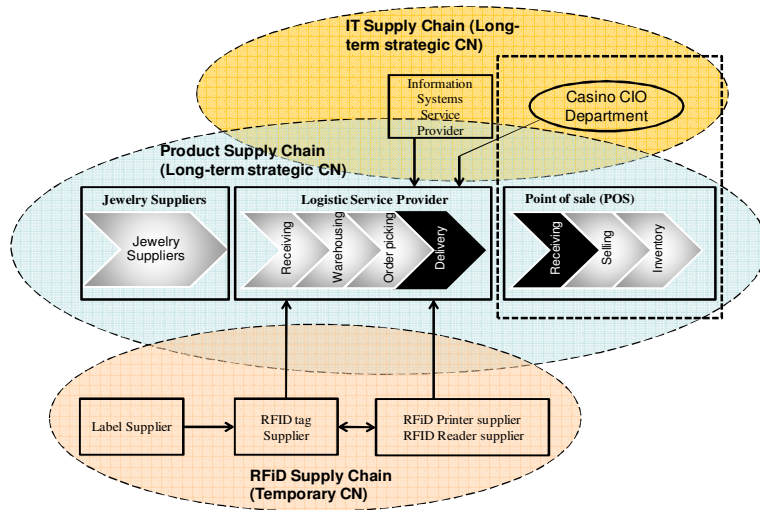 IT Supply Chain (Long-
term strategic CN)
Information
Systems
Service
Provider
Casino CIO
Department
Product Supply Chain
(Long-term strategic CN)
Jewelry Suppliers
Jewelry
Suppliers
Logistic Service Provider
Receiving
Warehousing
Order picking
Delivery
Point of sale (POS)
Receiving
Selling
Inventory
Label Supplier
RFID tag
Supplier
RFiD Printer supplier
RFID Reader supplier
RFiD Supply Chain
(Temporary CN)